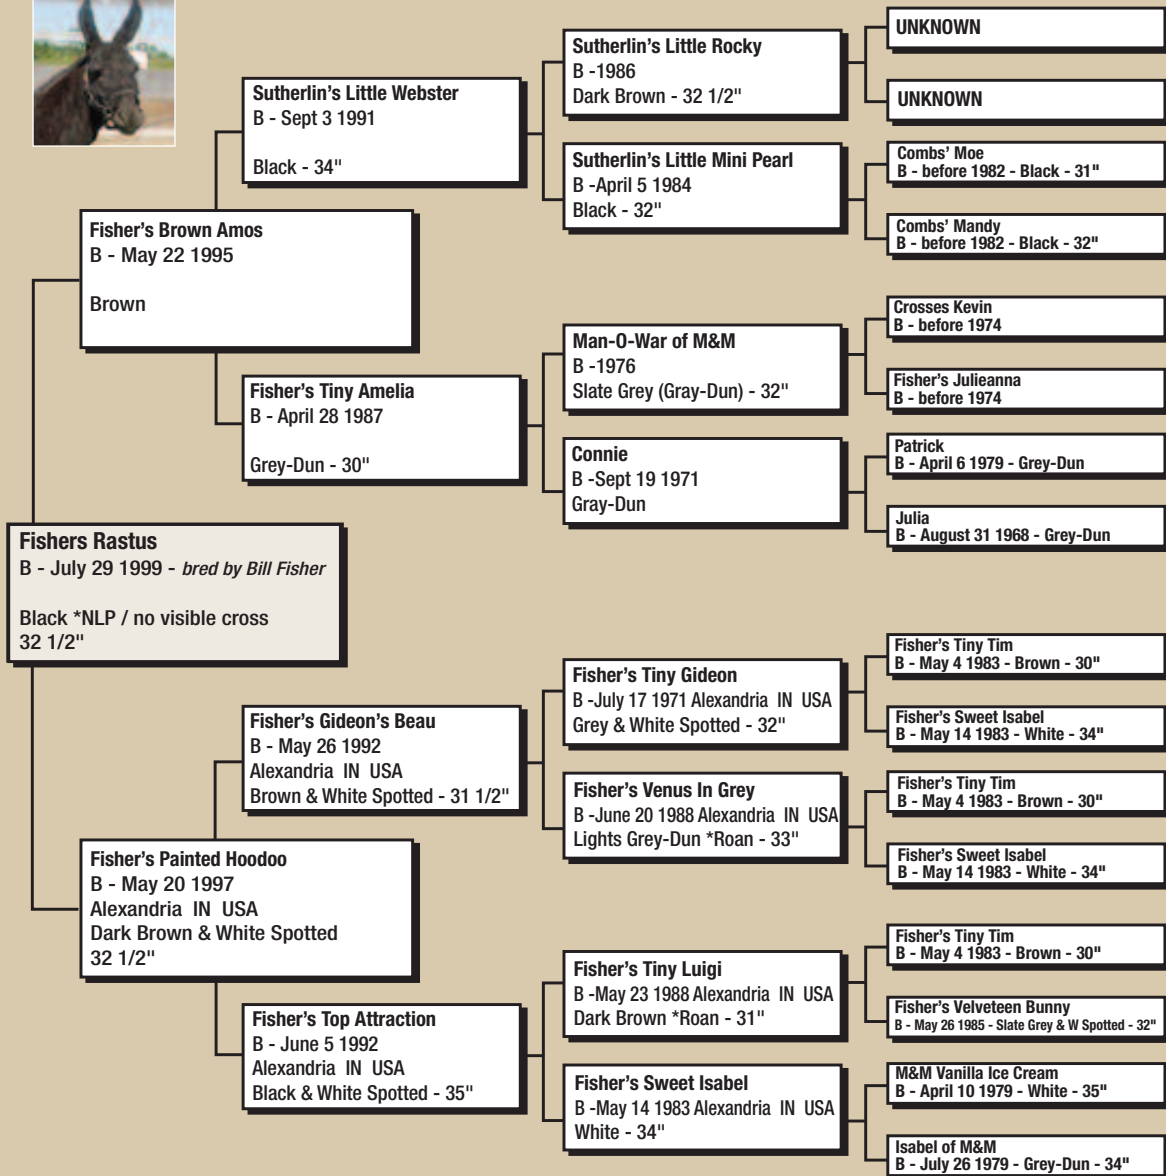 Fishers Rastus
B - July 29 1999 - bred by Bill Fisher
Black *NLP / no visible cross
32 1/2"
Fisher's Brown Amos
B - May 22 1995
Brown
Fisher's Painted Hoodoo
B - May 20 1997
Alexandria IN USA
Dark Brown & White Spotted
32 1/2"
Sutherlin's Little Webster
B - Sept 3 1991
Black - 34"
Fisher's Tiny Amelia
B - April 28 1987
Grey-Dun - 30"
Fisher's Gideon's Beau
B - May 26 1992
Alexandria IN USA
Brown & White Spotted - 31 1/2"
Fisher's Top Attraction
B - June 5 1992
Alexandria IN USA
Black & White Spotted - 35"
Sutherlin's Little Rocky
B -1986
Dark Brown - 32 1/2"
Sutherlin's Little Mini Pearl
B -April 5 1984
Black - 32"
Man-O-War of M&M
B -1976
Slate Grey (Gray-Dun) - 32"
Connie
B -Sept 19 1971
Gray-Dun
Fisher's Tiny Gideon
B -July 17 1971 Alexandria IN USA
Grey & White Spotted - 32"
Fisher's Venus In Grey
B -June 20 1988 Alexandria IN USA
Lights Grey-Dun *Roan - 33"
Fisher's Tiny Luigi
B -May 23 1988 Alexandria IN USA
Dark Brown *Roan - 31"
Fisher's Sweet Isabel
B -May 14 1983 Alexandria IN USA
White - 34"
UNKNOWN
UNKNOWN
Combs' Moe
B - before 1982 - Black - 31"
Combs' Mandy
B - before 1982 - Black - 32"
Crosses Kevin
B - before 1974
Fisher's Julieanna
B - before 1974
Patrick
B - April 6 1979 - Grey-Dun
Julia
B - August 31 1968 - Grey-Dun
Fisher's Tiny Tim
B - May 4 1983 - Brown - 30"
Fisher's Sweet Isabel
B - May 14 1983 - White - 34"
Fisher's Tiny Tim
B - May 4 1983 - Brown - 30"
Fisher's Sweet Isabel
B - May 14 1983 - White - 34"
Fisher's Tiny Tim
B - May 4 1983 - Brown - 30"
Fisher's Velveteen Bunny
B - May 26 1985 - Slate Grey & W Spotted - 32"
M&M Vanilla Ice Cream
B - April 10 1979 - White - 35"
Isabel of M&M
B - July 26 1979 - Grey-Dun - 34"